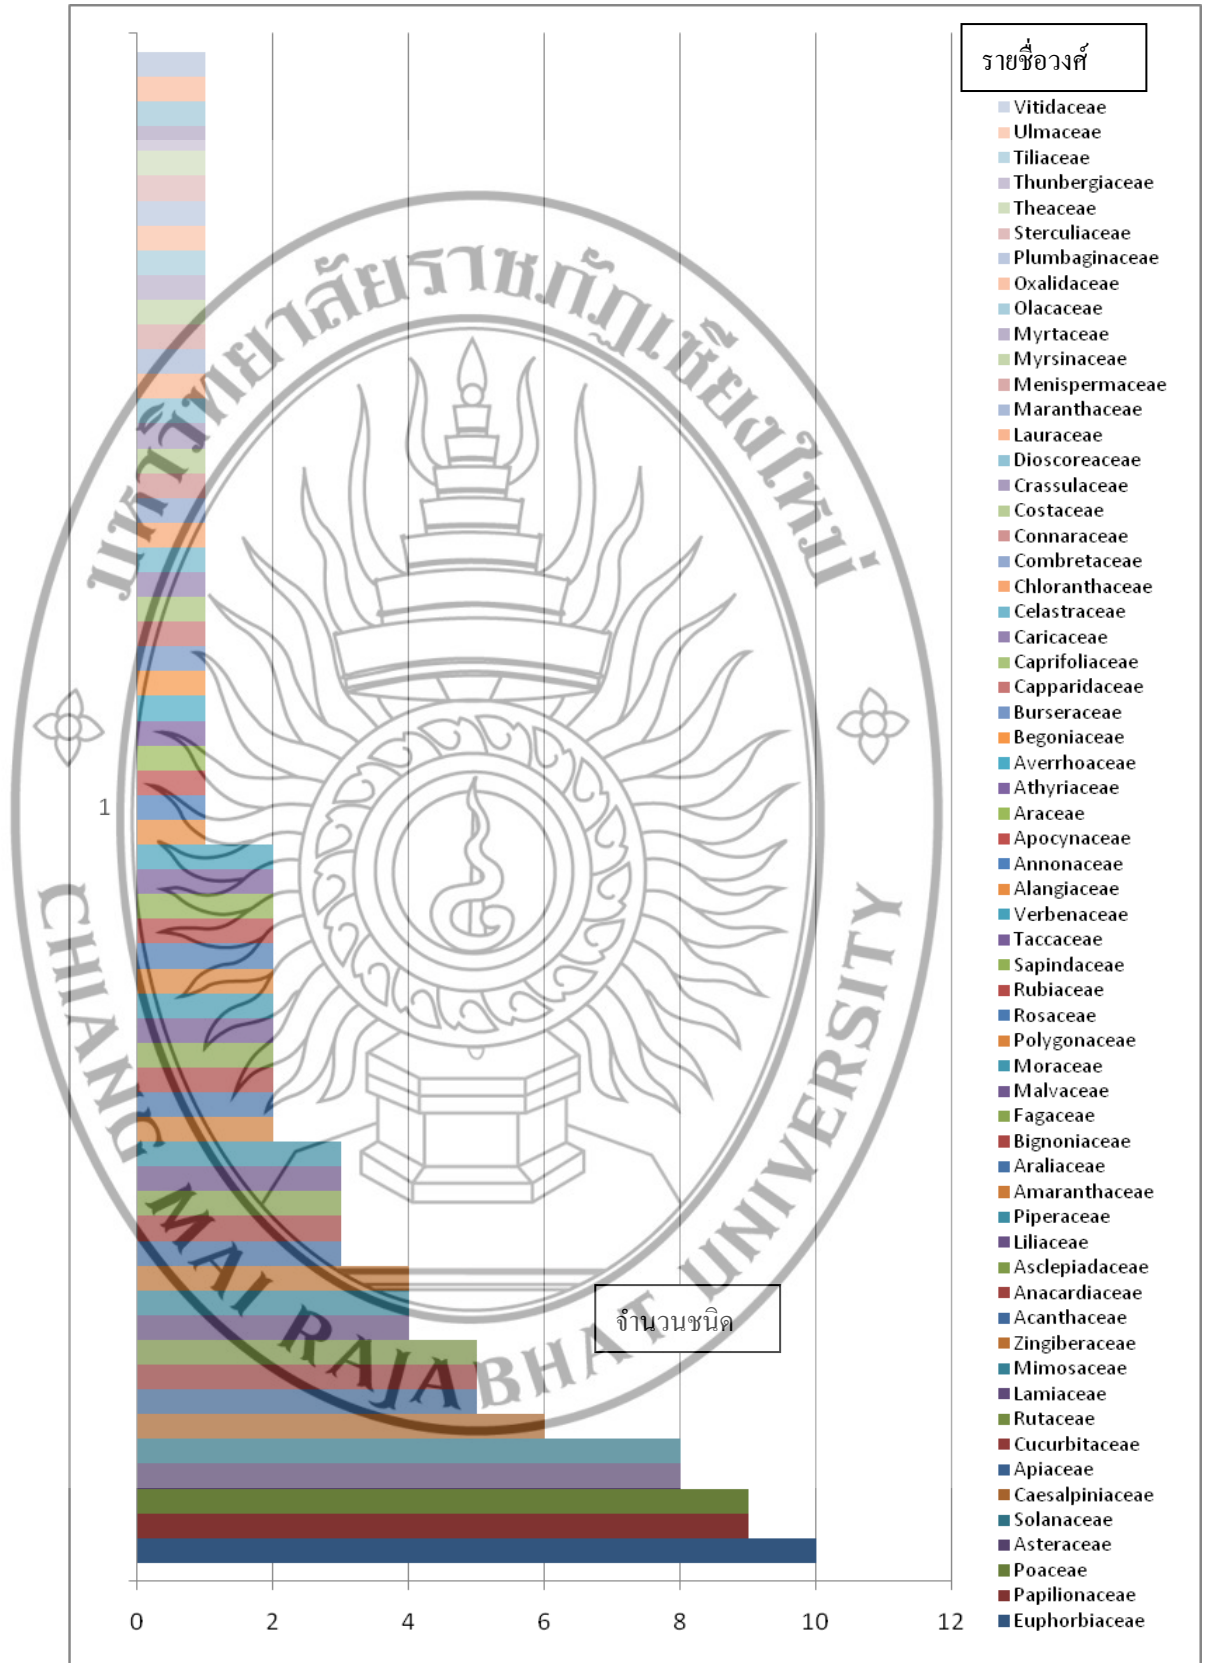 รายชื่อวงศ์
Vitidaceae
Ulmaceae
Tiliaceae
Thunbergiaceae
Theaceae
Sterculiaceae
Plumbaginaceae
Oxalidaceae
Olacaceae
Myrtaceae
Myrsinaceae
Menispermaceae
Maranthaceae
Lauraceae
Dioscoreaceae
Crassulaceae
Costaceae
Connaraceae
Combretaceae
Chloranthaceae
Celastraceae
Caricaceae
Caprifoliaceae
Capparidaceae
Burseraceae
Begoniaceae
Averrhoaceae
Athyriaceae
Araceae
Apocynaceae
Annonaceae
Alangiaceae
Verbenaceae
Taccaceae
Sapindaceae
Rubiaceae
Rosaceae
Polygonaceae
Moraceae
Malvaceae
Fagaceae
Bignoniaceae
Araliaceae
Amaranthaceae
Piperaceae
Liliaceae
Asclepiadaceae
Anacardiaceae
Acanthaceae
Zingiberaceae
Mimosaceae
Lamiaceae
Rutaceae
Cucurbitaceae
Apiaceae
Caesalpiniaceae
Solanaceae
Asteraceae
Poaceae
Papilionaceae
Euphorbiaceae
1
จำนวนชนิด
0 2 4 6 8 10 12
มหาวิทยาลัยราชภัฏเชียงใหม่
CHIANG MAI RAJABHAT UNIVERSITY